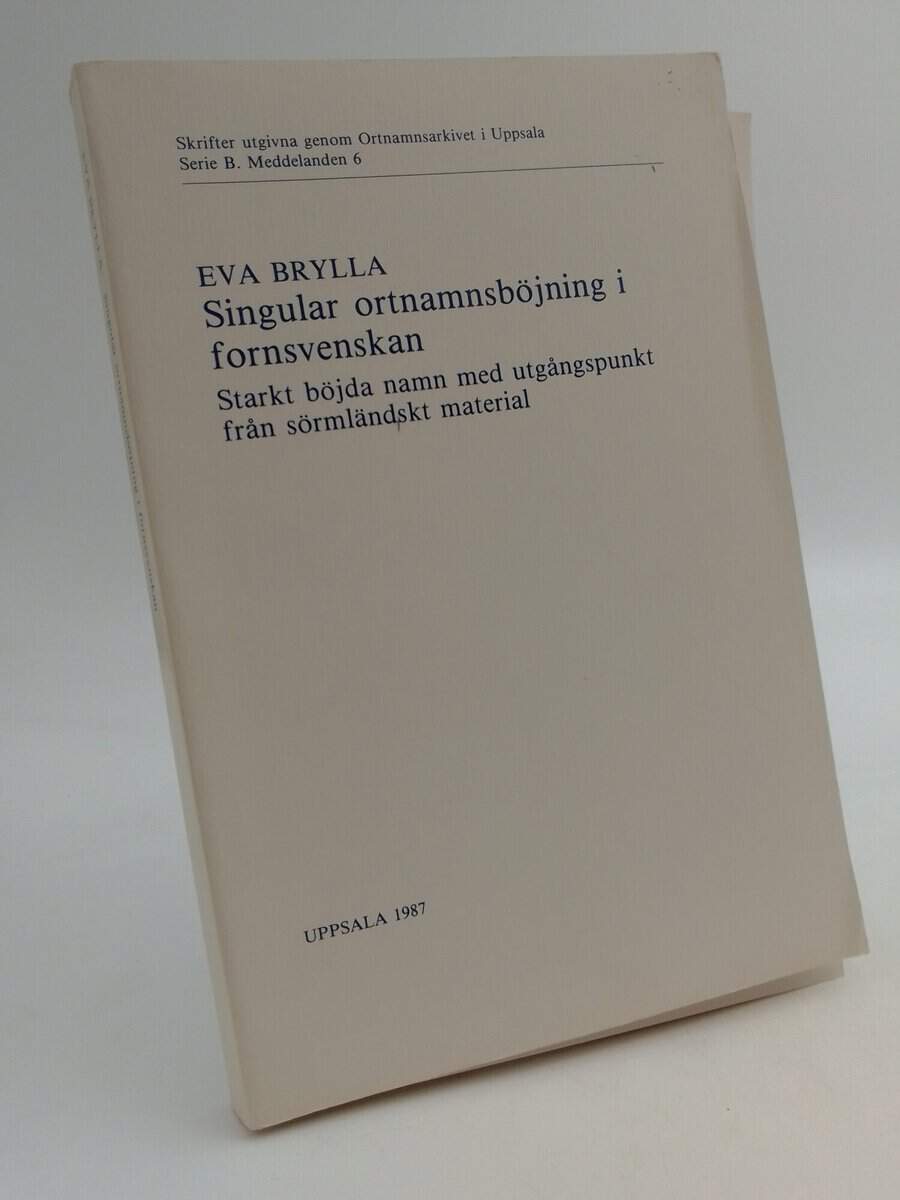 Skrifter utgivna genom Ortnamnsarkivet i Uppsala
Serie B. Meddelanden 6
EVA BRYLLA
Singular ortnamnsböjning i
fornsvenskan
Starkt böjda namn med utgångspunkt
från sörmländskt material
UPPSALA 1987